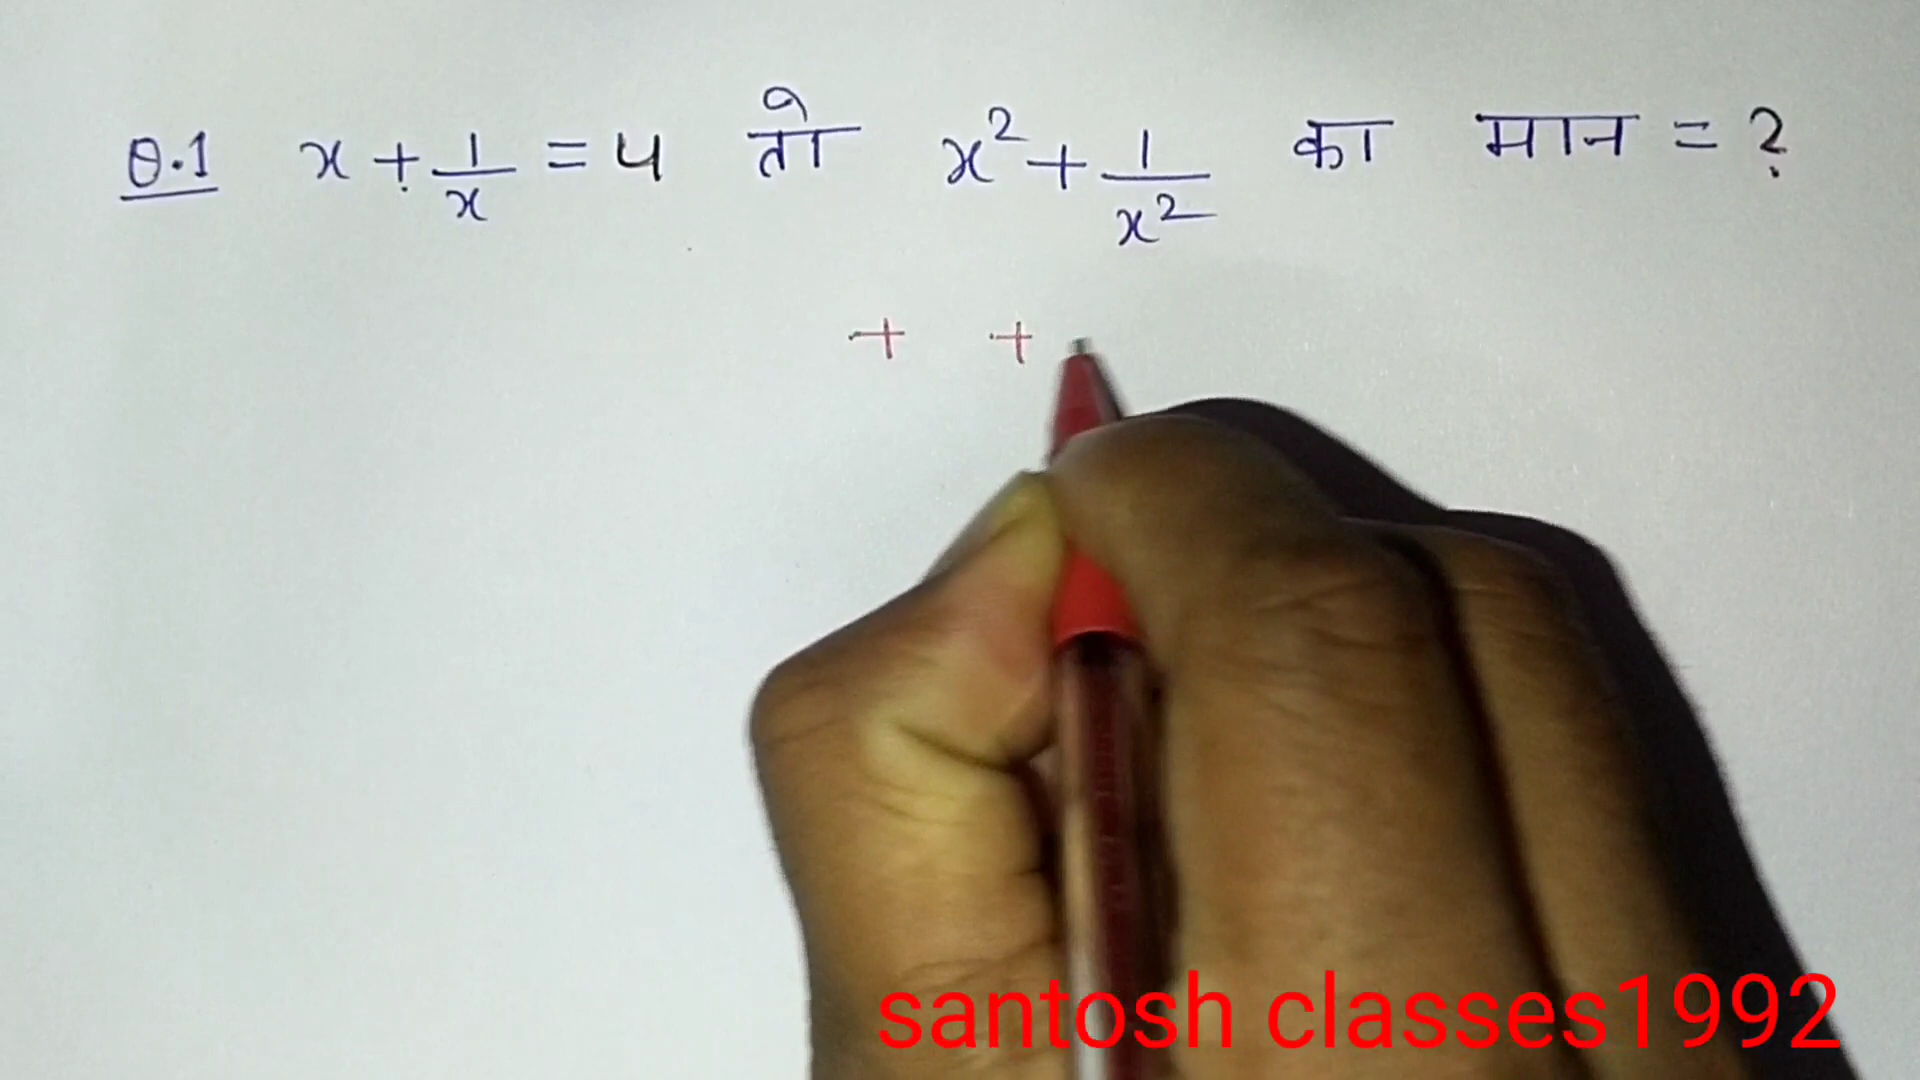 Q.1 x + 1/x = 4 तो x² + 1/x² का मान = ?
+ +
santosh classes1992